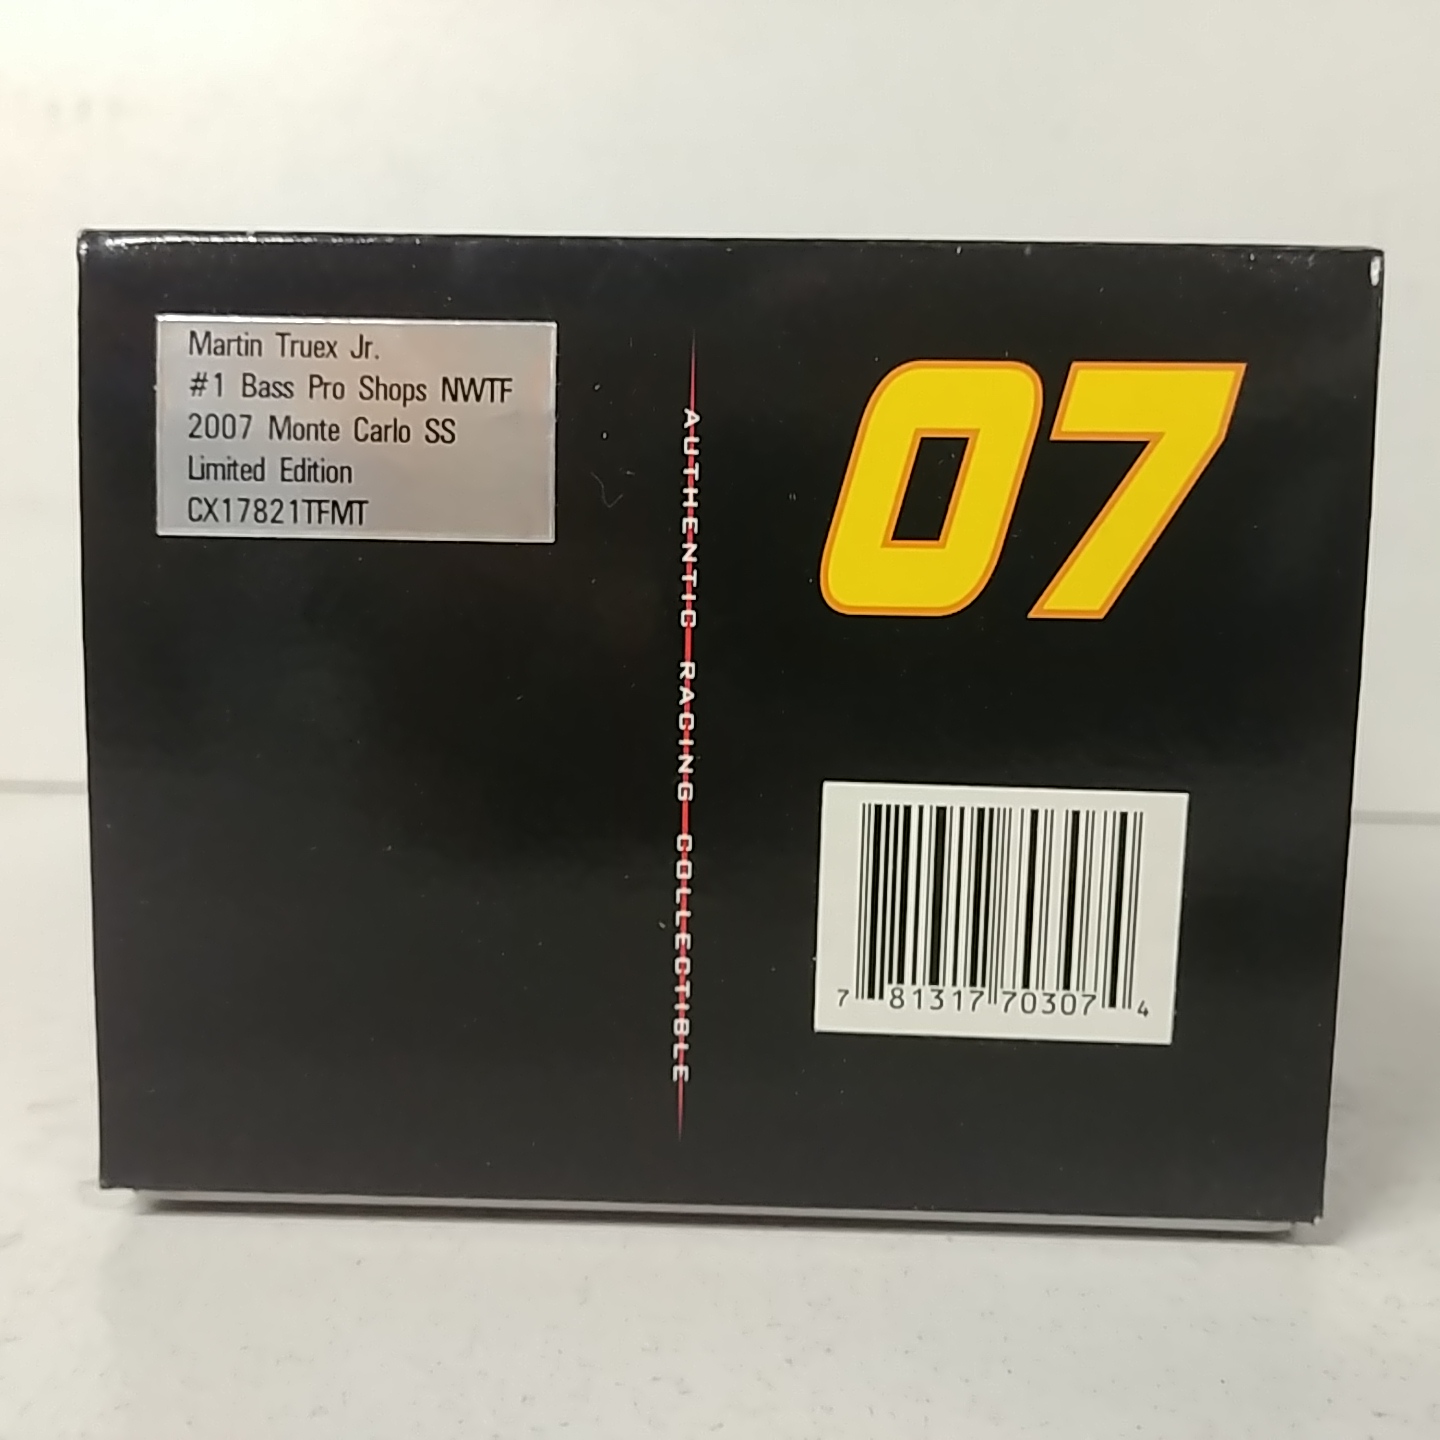 Martin Truex Jr.
#1 Bass Pro Shops NWTF
2007 Monte Carlo SS
Limited Edition
CX17821TFMT
AUTHENTIC RACING COLLECTIBLE
07
7 81317 70307 4